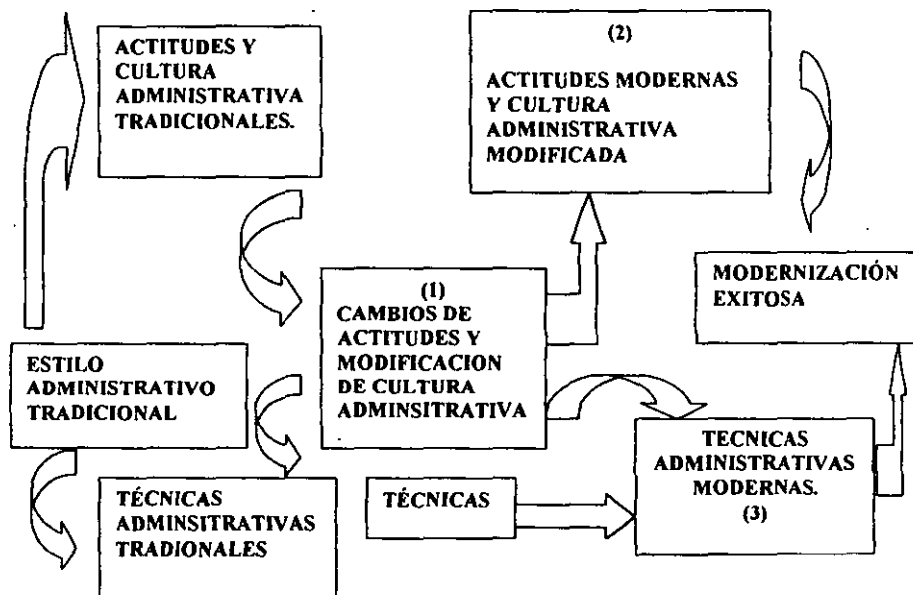 ACTITUDES Y
CULTURA
ADMINISTRATIVA
TRADICIONALES.
(2)
ACTITUDES MODERNAS
Y CULTURA
ADMINISTRATIVA
MODIFICADA
(1)
CAMBIOS DE
ACTITUDES Y
MODIFICACION
DE CULTURA
ADMINSITRATIVA
MODERNIZACIÓN
EXITOSA
ESTILO
ADMINISTRATIVO
TRADICIONAL
TÉCNICAS
ADMINSITRATIVAS
TRADIONALES
TÉCNICAS
TECNICAS
ADMINISTRATIVAS
MODERNAS.
(3)